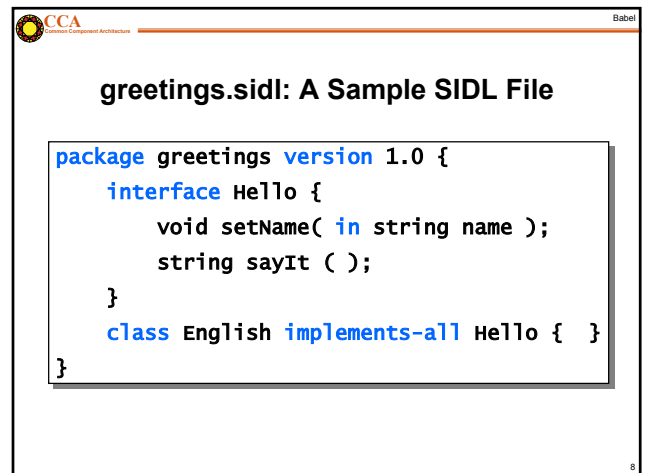 CCA
Common Component Architecture
Babel
greetings.sidl: A Sample SIDL File
package greetings version 1.0 {
    interface Hello {
        void setName( in string name );
        string sayIt ( );
    }
    class English implements-all Hello {  }
}
8